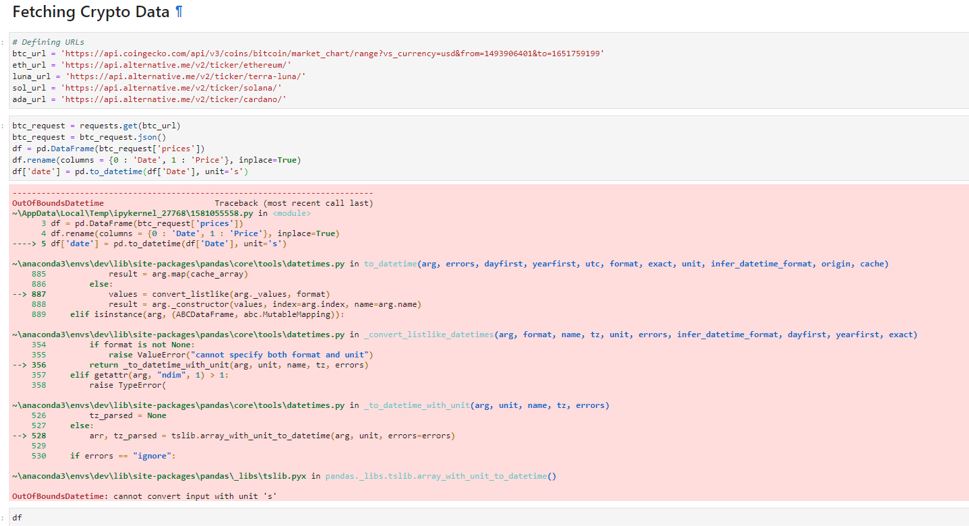 Fetching Crypto Data ¶
# Defining URLs
btc_url = 'https://api.coingecko.com/api/v3/coins/bitcoin/market_chart/range?vs_currency=usd&from=1493906401&to=1651759199'
eth_url = 'https://api.alternative.me/v2/ticker/ethereum/'
luna_url = 'https://api.alternative.me/v2/ticker/terra-luna/'
sol_url = 'https://api.alternative.me/v2/ticker/solana/'
ada_url = 'https://api.alternative.me/v2/ticker/cardano/'
btc_request = requests.get(btc_url)
btc_request = btc_request.json()
df = pd.DataFrame(btc_request['prices'])
df.rename(columns = {0 : 'Date', 1 : 'Price'}, inplace=True)
df['date'] = pd.to_datetime(df['Date'], unit='s')
---------------------------------------------------------------------------
OutOfBoundsDatetime                       Traceback (most recent call last)
~\AppData\Local\Temp\ipykernel_27768\1581055558.py in <module>
      3 df = pd.DataFrame(btc_request['prices'])
      4 df.rename(columns = {0 : 'Date', 1 : 'Price'}, inplace=True)
----> 5 df['date'] = pd.to_datetime(df['Date'], unit='s')
~\anaconda3\envs\dev\lib\site-packages\pandas\core\tools\datetimes.py in to_datetime(arg, errors, dayfirst, yearfirst, utc, format, exact, unit, infer_datetime_format, origin, cache)
    885             result = arg.map(cache_array)
    886         else:
--> 887             values = convert_listlike(arg._values, format)
    888             result = arg._constructor(values, index=arg.index, name=arg.name)
    889     elif isinstance(arg, (ABCDataFrame, abc.MutableMapping)):
~\anaconda3\envs\dev\lib\site-packages\pandas\core\tools\datetimes.py in _convert_listlike_datetimes(arg, format, name, tz, unit, errors, infer_datetime_format, dayfirst, yearfirst, exact)
    354         if format is not None:
    355             raise ValueError("cannot specify both format and unit")
--> 356         return _to_datetime_with_unit(arg, unit, name, tz, errors)
    357     elif getattr(arg, "ndim", 1) > 1:
    358         raise TypeError(
~\anaconda3\envs\dev\lib\site-packages\pandas\core\tools\datetimes.py in _to_datetime_with_unit(arg, unit, name, tz, errors)
    526         tz_parsed = None
    527     else:
--> 528         arr, tz_parsed = tslib.array_with_unit_to_datetime(arg, unit, errors=errors)
    529
    530     if errors == "ignore":
~\anaconda3\envs\dev\lib\site-packages\pandas\_libs\tslib.pyx in pandas._libs.tslib.array_with_unit_to_datetime()
OutOfBoundsDatetime: cannot convert input with unit 's'
df